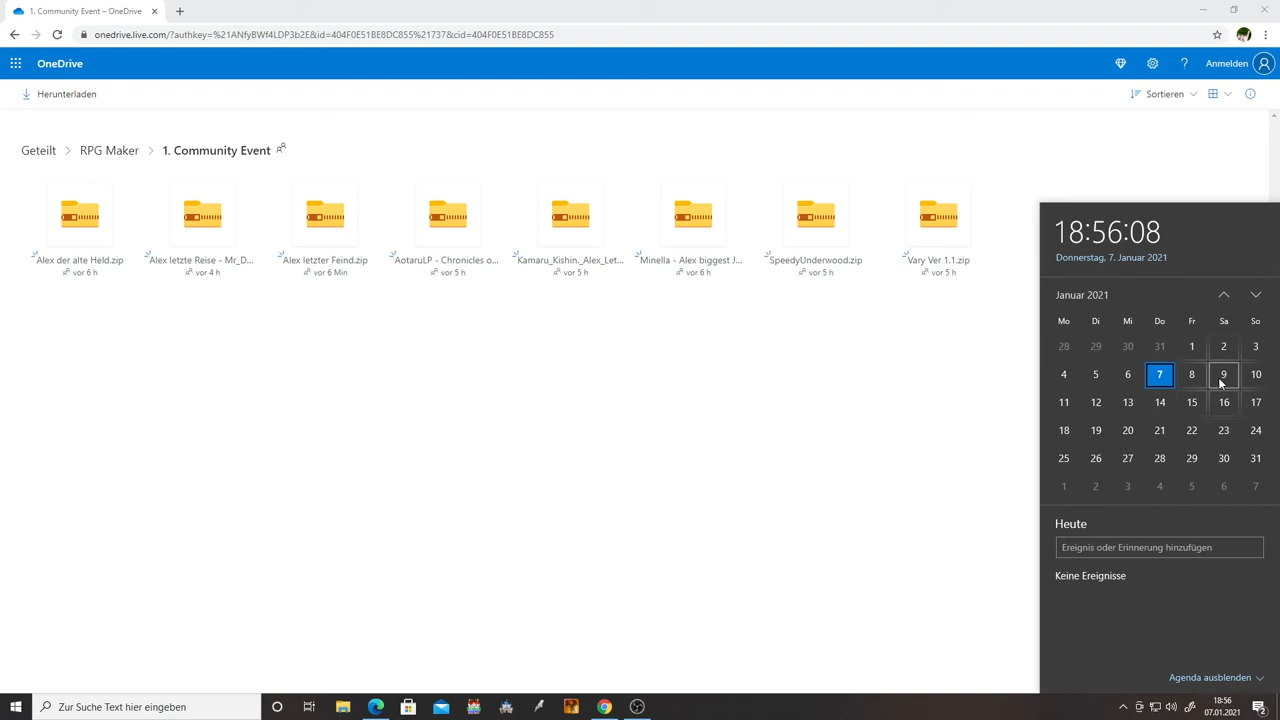 1. Community Event – OneDrive
onedrive.live.com/?authkey=%21ANfyBWf4LDP3b2E&id=404F0E51BE8DC855%21737&cid=404F0E51BE8DC855
OneDrive
Anmelden
Herunterladen
Sortieren
Geteilt > RPG Maker > 1. Community Event
Alex der alte Held.zip
vor 6 h
Alex letzte Reise - Mr_D...
vor 4 h
Alex letzter Feind.zip
vor 6 Min
AotaruLP - Chronicles o...
vor 5 h
Kamaru_Kishin._Alex_Let...
vor 5 h
Minella - Alex biggest J...
vor 6 h
SpeedyUnderwood.zip
vor 5 h
Vary Ver 1.1.zip
vor 5 h
18:56:08
Donnerstag, 7. Januar 2021
Januar 2021
Mo Di Mi Do Fr Sa So
28 29 30 31 1 2 3
4 5 6 7 8 9 10
11 12 13 14 15 16 17
18 19 20 21 22 23 24
25 26 27 28 29 30 31
1 2 3 4 5 6 7
Heute
Ereignis oder Erinnerung hinzufügen
Keine Ereignisse
Agenda ausblenden
Zur Suche Text hier eingeben
18:56
07.01.2021
2